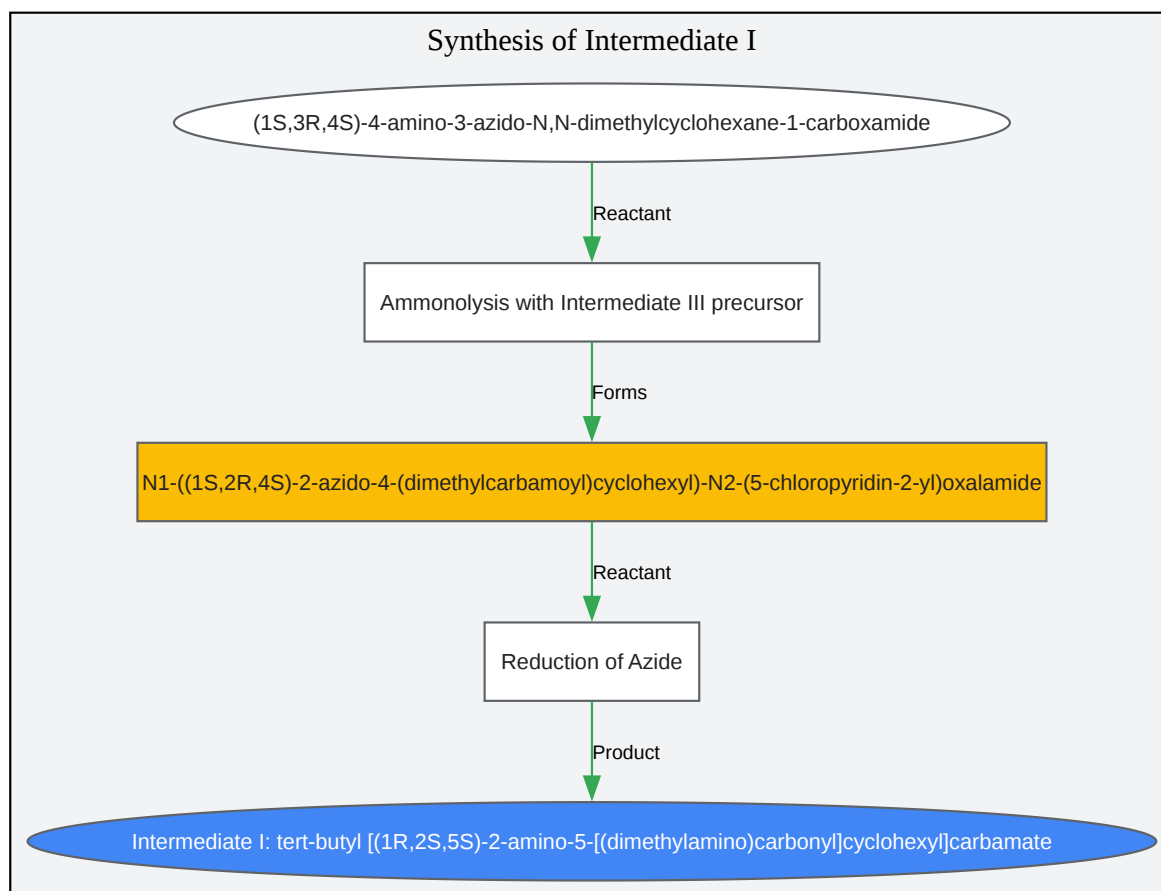 Synthesis of Intermediate I
(1S,3R,4S)-4-amino-3-azido-N,N-dimethylcyclohexane-1-carboxamide
Reactant
Ammonolysis with Intermediate III precursor
Forms
N1-((1S,2R,4S)-2-azido-4-(dimethylcarbamoyl)cyclohexyl)-N2-(5-chloropyridin-2-yl)oxalamide
Reactant
Reduction of Azide
Product
Intermediate I: tert-butyl [(1R,2S,5S)-2-amino-5-[(dimethylamino)carbonyl]cyclohexyl]carbamate